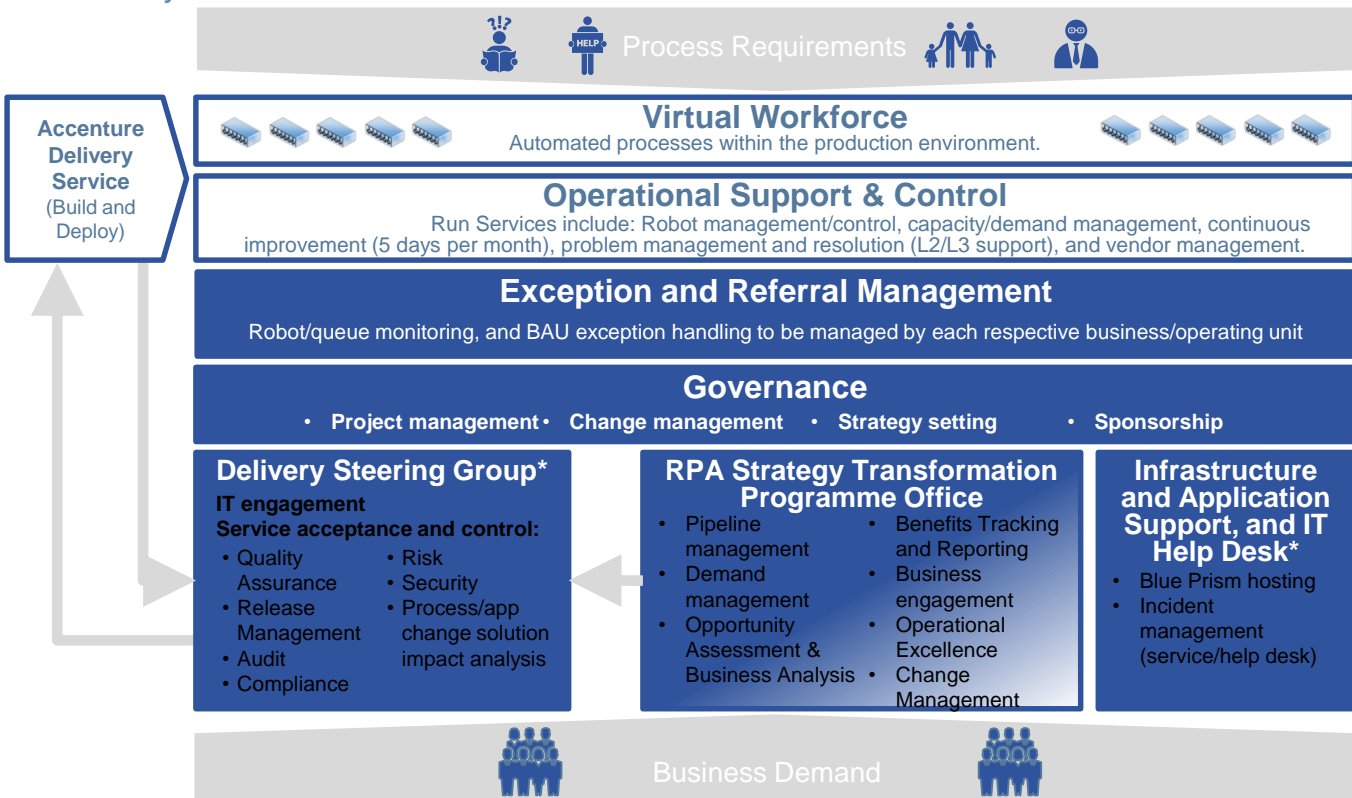 !?
HELP
Process Requirements
Accenture
Delivery
Service
(Build and
Deploy)
Virtual Workforce
Automated processes within the production environment.
Operational Support & Control
Run Services include: Robot management/control, capacity/demand management, continuous
improvement (5 days per month), problem management and resolution (L2/L3 support), and vendor management.
Exception and Referral Management
Robot/queue monitoring, and BAU exception handling to be managed by each respective business/operating unit
Governance
• Project management • Change management • Strategy setting • Sponsorship
Delivery Steering Group*
IT engagement
Service acceptance and control:
• Quality
Assurance
• Release
Management
• Audit
• Compliance
• Risk
• Security
• Process/app
change solution
impact analysis
RPA Strategy Transformation
Programme Office
• Pipeline
management
• Demand
management
• Opportunity
Assessment &
Business Analysis
• Benefits Tracking
and Reporting
• Business
engagement
• Operational
Excellence
• Change
Management
Infrastructure
and Application
Support, and IT
Help Desk*
• Blue Prism hosting
• Incident
management
(service/help desk)
Business Demand